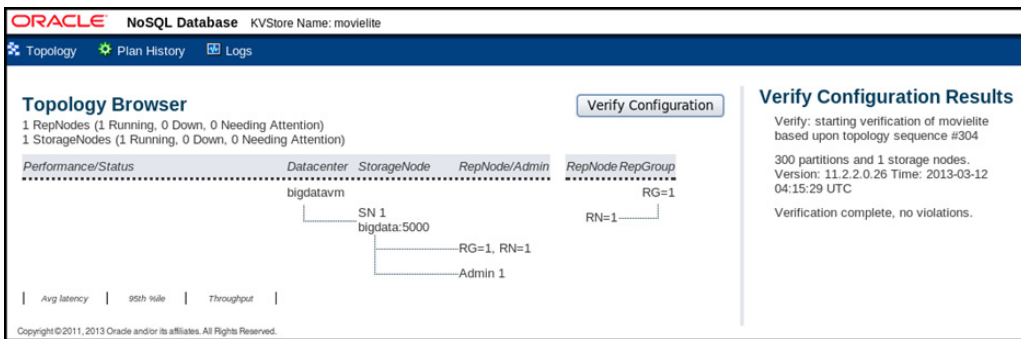 ORACLE NoSQL Database KVStore Name: movielite
Topology Plan History Logs
Topology Browser
1 RepNodes (1 Running, 0 Down, 0 Needing Attention)
1 StorageNodes (1 Running, 0 Down, 0 Needing Attention)
Verify Configuration
Performance/Status Datacenter StorageNode RepNode/Admin RepNode RepGroup
bigdatavm RG=1
SN 1 RN=1
bigdata:5000
RG=1, RN=1
Admin 1
Avg latency 95th %ile Throughput
Copyright©2011, 2013 Oracle and/or its affiliates. All Rights Reserved.
Verify Configuration Results
Verify: starting verification of movielite
based upon topology sequence #304
300 partitions and 1 storage nodes.
Version: 11.2.2.0.26 Time: 2013-03-12
04:15:29 UTC
Verification complete, no violations.